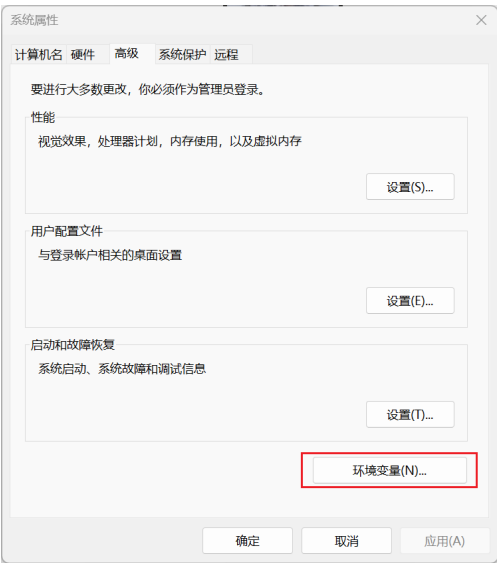 系统属性
计算机名 硬件 高级 系统保护 远程
要进行大多数更改，你必须作为管理员登录。
性能
视觉效果，处理器计划，内存使用，以及虚拟内存
设置(S)...
用户配置文件
与登录帐户相关的桌面设置
设置(E)...
启动和故障恢复
系统启动、系统故障和调试信息
设置(T)...
环境变量(N)...
确定 取消 应用(A)